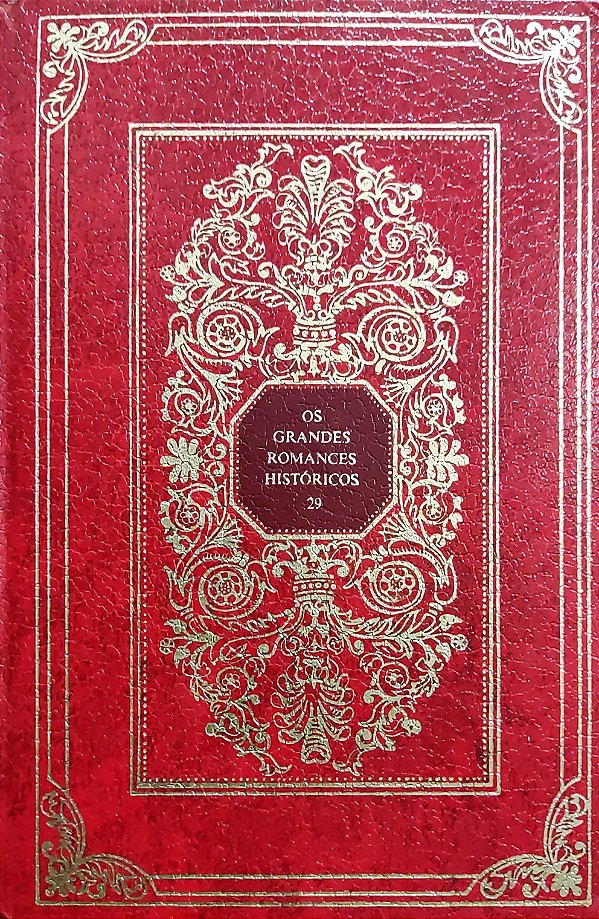 OS
GRANDES
ROMANCES
HISTÓRICOS
29